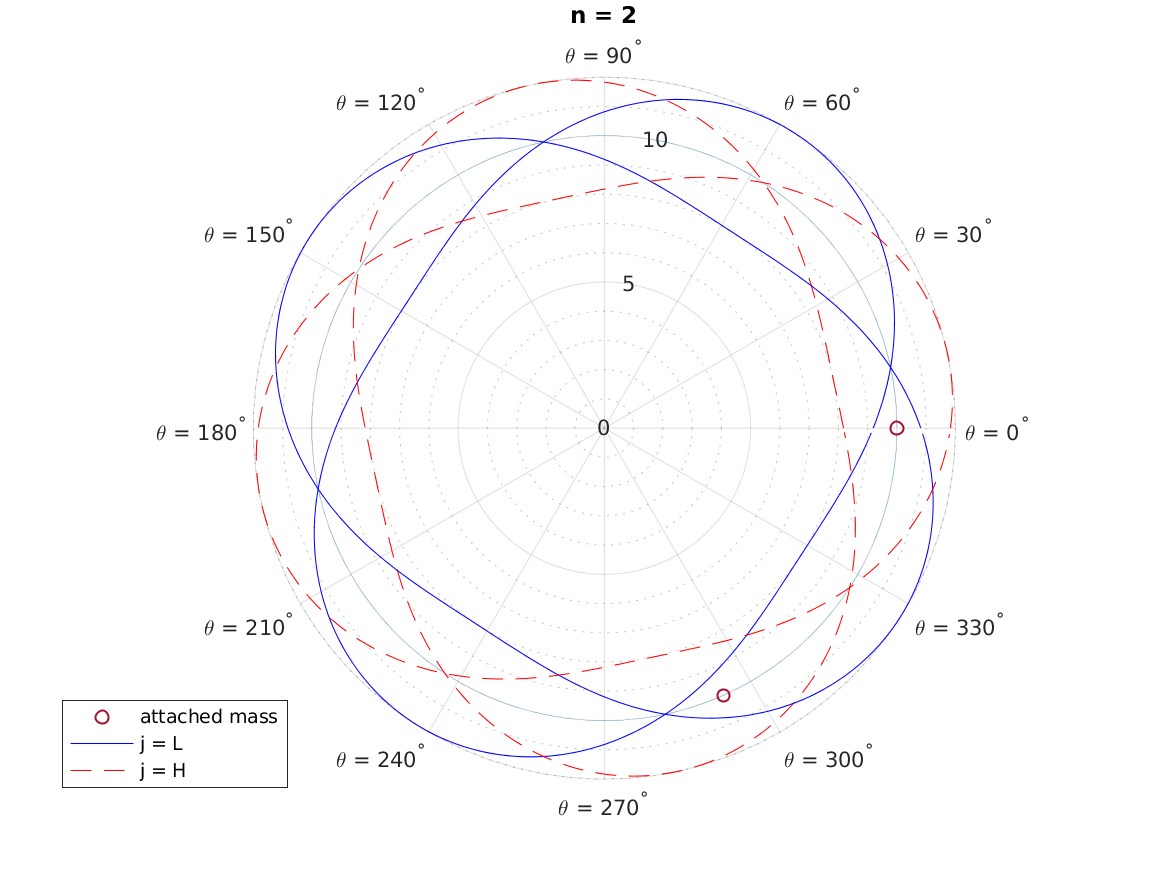 n = 2
θ = 90°
θ = 120°
θ = 60°
10
θ = 150°
θ = 30°
5
θ = 180°
0
θ = 0°
θ = 210°
θ = 330°
θ = 240°
θ = 300°
θ = 270°
attached mass
j = L
j = H